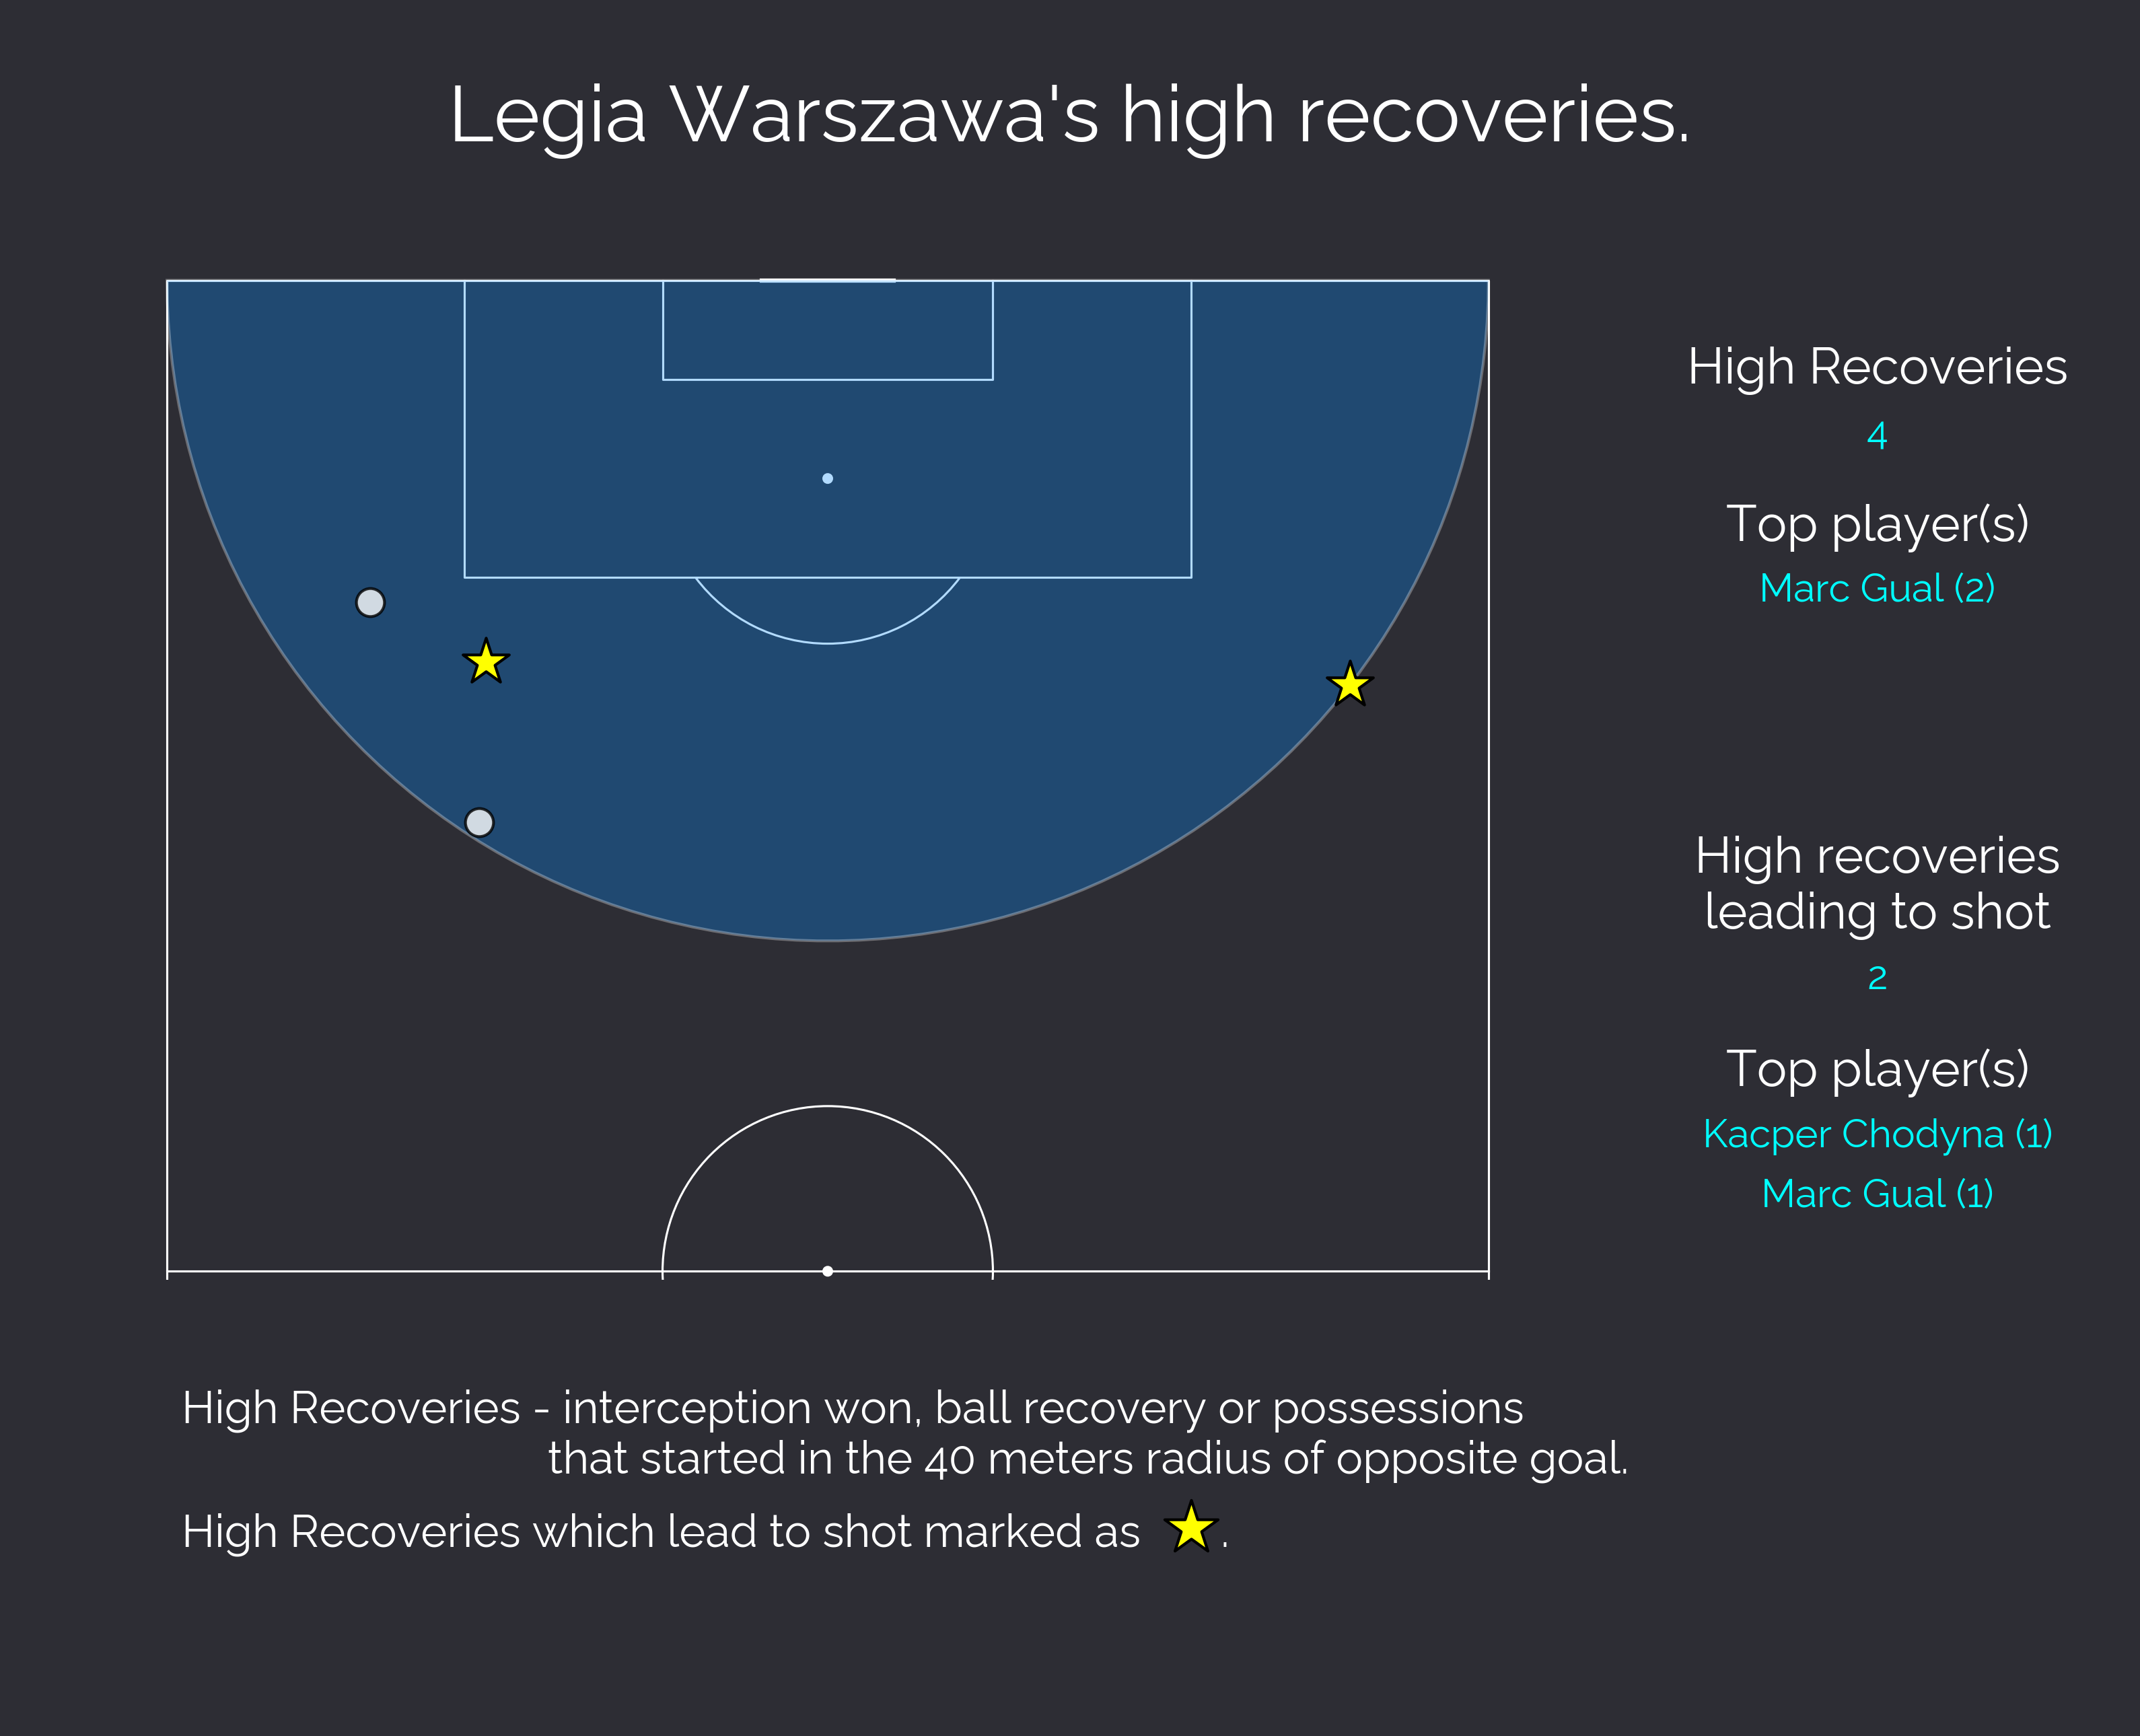 Legia Warszawa's high recoveries.
High Recoveries
4
Top player(s)
Marc Gual (2)
High recoveries
leading to shot
2
Top player(s)
Kacper Chodyna (1)
Marc Gual (1)
High Recoveries - interception won, ball recovery or possessions
that started in the 40 meters radius of opposite goal.
High Recoveries which lead to shot marked as .